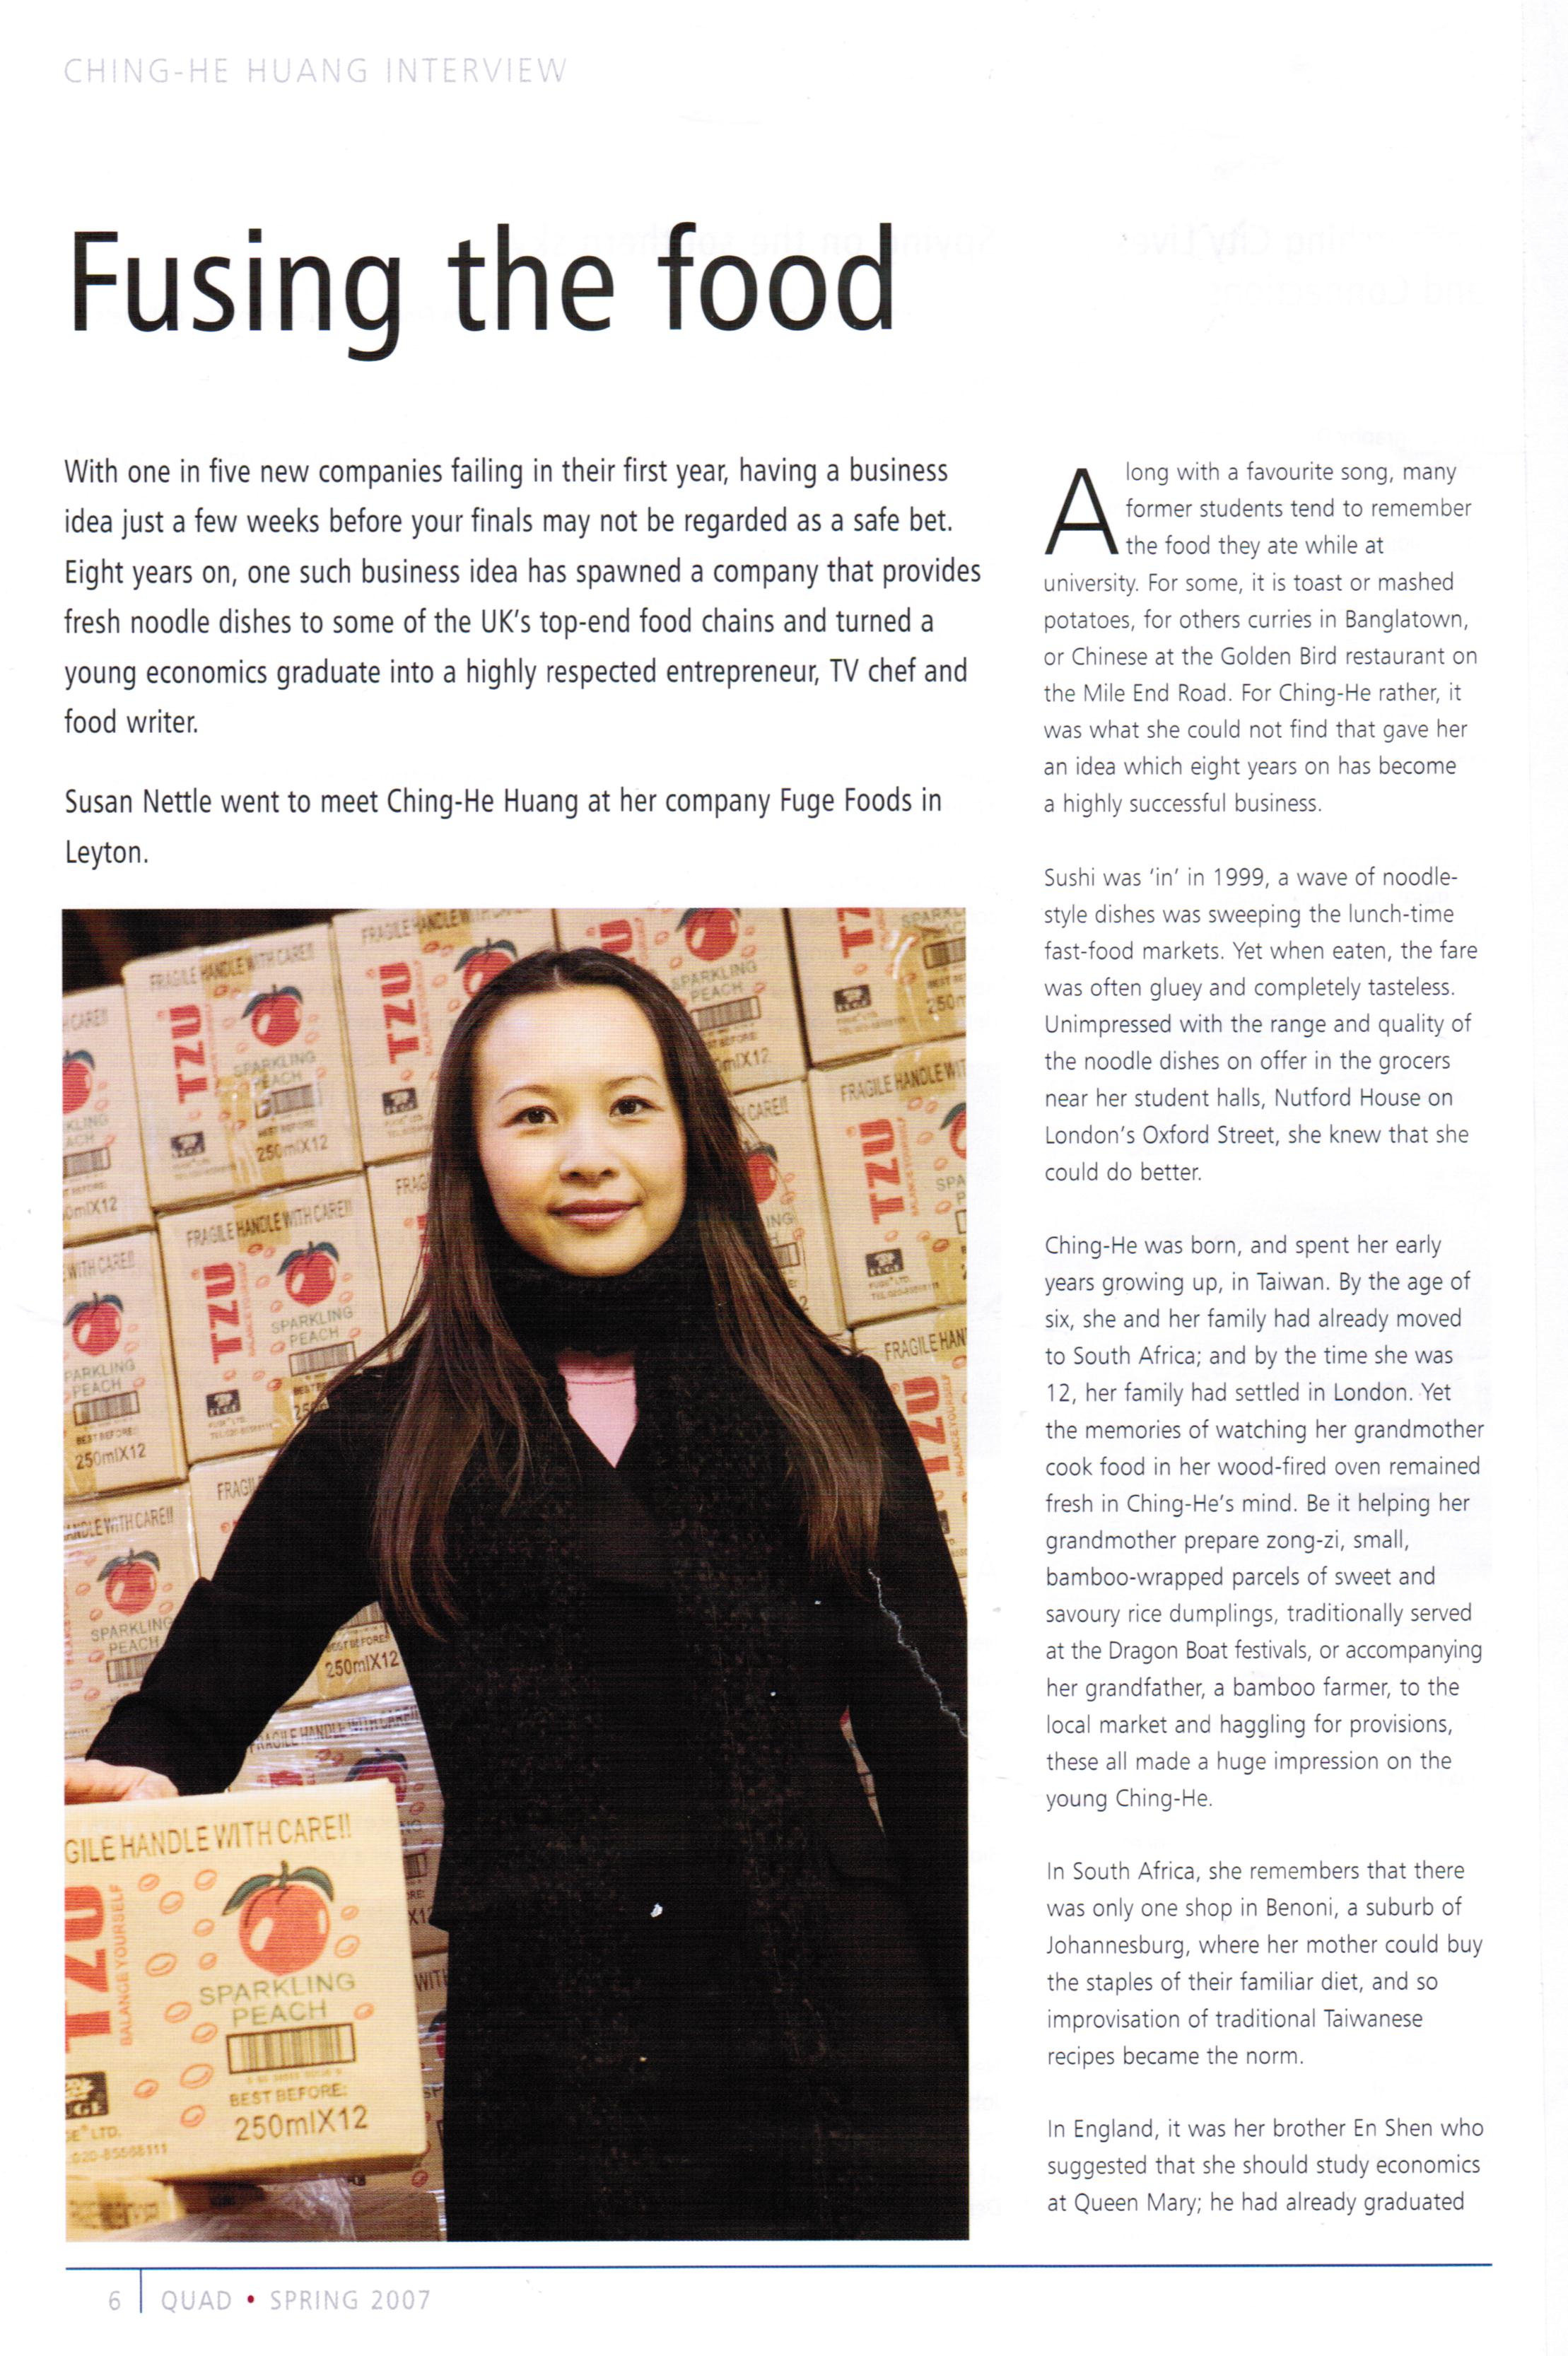 CHING-HE HUANG INTERVIEW
Fusing the food
With one in five new companies failing in their first year, having a business
idea just a few weeks before your finals may not be regarded as a safe bet.
Eight years on, one such business idea has spawned a company that provides
fresh noodle dishes to some of the UK's top-end food chains and turned a
young economics graduate into a highly respected entrepreneur, TV chef and
food writer.
Susan Nettle went to meet Ching-He Huang at her company Fuge Foods in
Leyton.
Along with a favourite song, many
former students tend to remember
the food they ate while at
university. For some, it is toast or mashed
potatoes, for others curries in Banglatown,
or Chinese at the Golden Bird restaurant on
the Mile End Road. For Ching-He rather, it
was what she could not find that gave her
an idea which eight years on has become
a highly successful business.
Sushi was 'in' in 1999, a wave of noodle-
style dishes was sweeping the lunch-time
fast-food markets. Yet when eaten, the fare
was often gluey and completely tasteless.
Unimpressed with the range and quality of
the noodle dishes on offer in the grocers
near her student halls, Nutford House on
London's Oxford Street, she knew that she
could do better.
Ching-He was born, and spent her early
years growing up, in Taiwan. By the age of
six, she and her family had already moved
to South Africa; and by the time she was
12, her family had settled in London. Yet
the memories of watching her grandmother
cook food in her wood-fired oven remained
fresh in Ching-He's mind. Be it helping her
grandmother prepare zong-zi, small,
bamboo-wrapped parcels of sweet and
savoury rice dumplings, traditionally served
at the Dragon Boat festivals, or accompanying
her grandfather, a bamboo farmer, to the
local market and haggling for provisions,
these all made a huge impression on the
young Ching-He.
In South Africa, she remembers that there
was only one shop in Benoni, a suburb of
Johannesburg, where her mother could buy
the staples of their familiar diet, and so
improvisation of traditional Taiwanese
recipes became the norm.
In England, it was her brother En Shen who
suggested that she should study economics
at Queen Mary; he had already graduated
FRAGILE HANDLE WITH CARE!!
TZU
SPARKLING
PEACH
BEST BEFORE:
250mlX12
FRAGILE HANDLE WITH CARE!!
TZU
SPARKLING
PEACH
250mlX12
GILE HANDLE WITH CARE!!
TZU
BALANCE YOURSELF
SPARKLING
PEACH
BEST BEFORE:
250mlX12
6 | QUAD • SPRING 2007